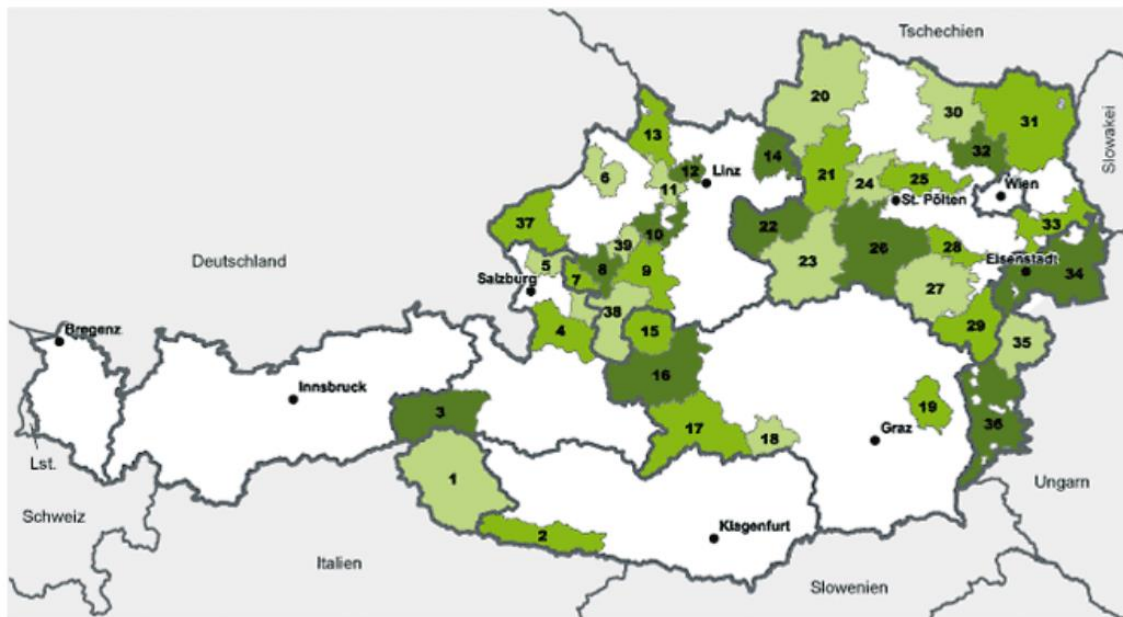 Tschechien
20
30
31
Slowakei
13
32
14
12
Linz
6
11
21
24
25
Wien
St. Pölten
37
22
33
10
39
26
28
Deutschland
23
Eisenstadt
34
5
8
9
7
Salzburg
27
38
29
4
15
Bregenz
35
16
Innsbruck
19
3
36
17
18
Graz
Lst.
1
Ungarn
Schweiz
Klagenfurt
2
Italien
Slowenien